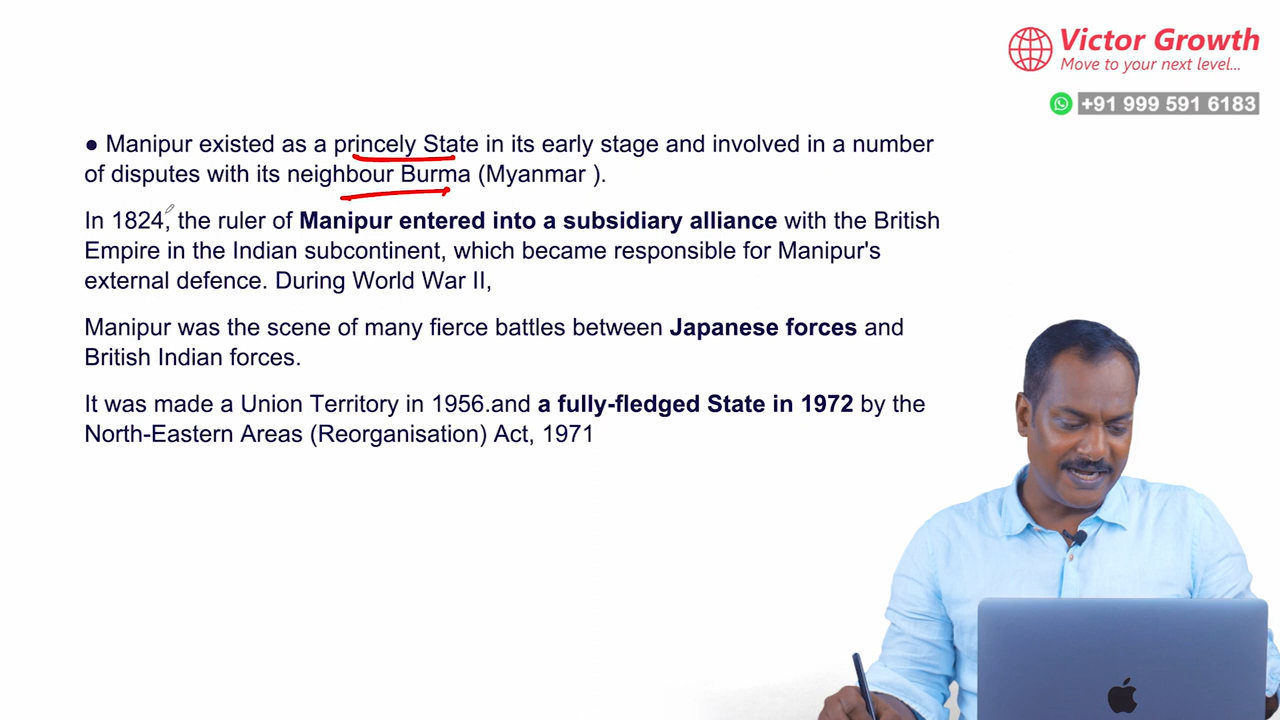 Victor Growth
Move to your next level...
+91 999 591 6183
● Manipur existed as a princely State in its early stage and involved in a number
of disputes with its neighbour Burma (Myanmar ).
In 1824, the ruler of Manipur entered into a subsidiary alliance with the British
Empire in the Indian subcontinent, which became responsible for Manipur's
external defence. During World War II,
Manipur was the scene of many fierce battles between Japanese forces and
British Indian forces.
It was made a Union Territory in 1956.and a fully-fledged State in 1972 by the
North-Eastern Areas (Reorganisation) Act, 1971